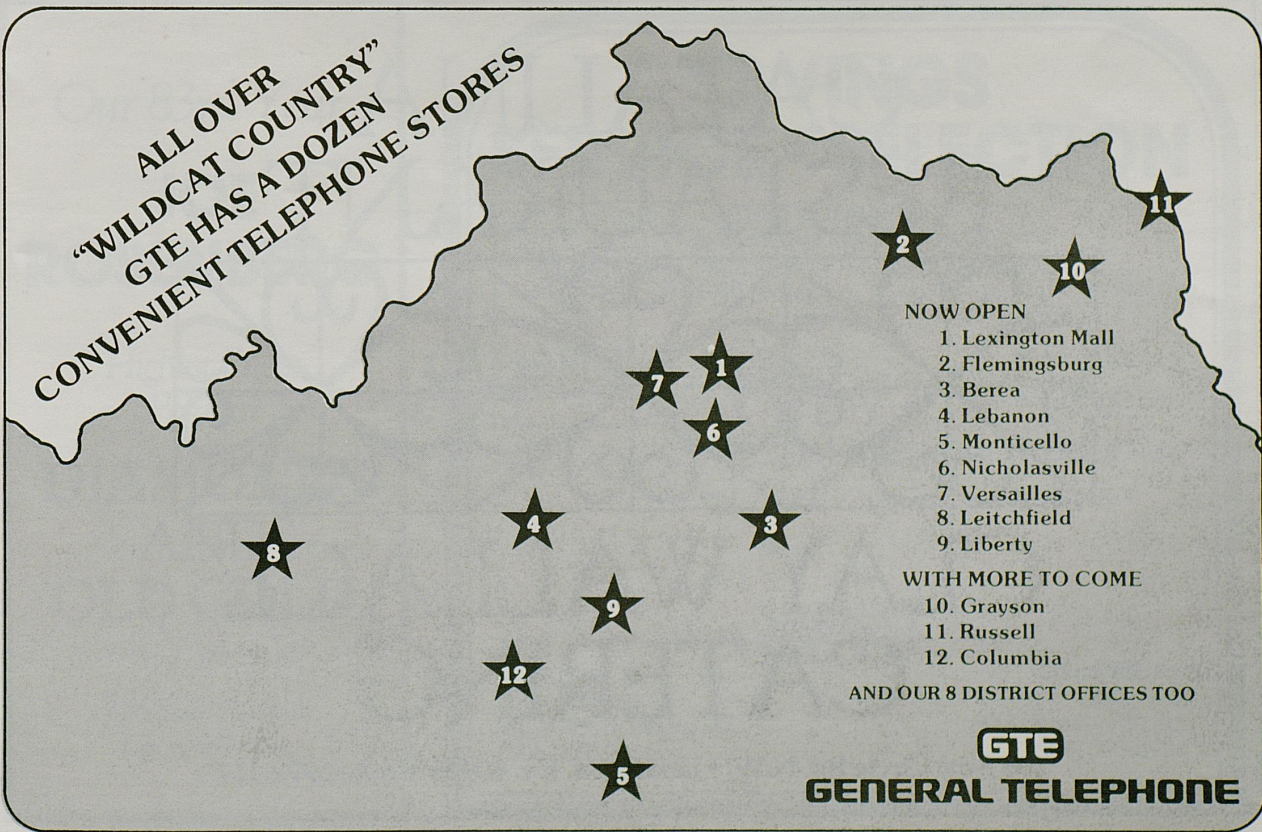 ALL OVER
“WILDCAT COUNTRY”
GTE HAS A DOZEN
CONVENIENT TELEPHONE STORES
11
2
10
NOW OPEN
1. Lexington Mall
2. Flemingsburg
3. Berea
4. Lebanon
5. Monticello
6. Nicholasville
7. Versailles
8. Leitchfield
9. Liberty
WITH MORE TO COME
10. Grayson
11. Russell
12. Columbia
AND OUR 8 DISTRICT OFFICES TOO
1
7
6
4
3
8
9
12
5
GTE
GENERAL TELEPHONE